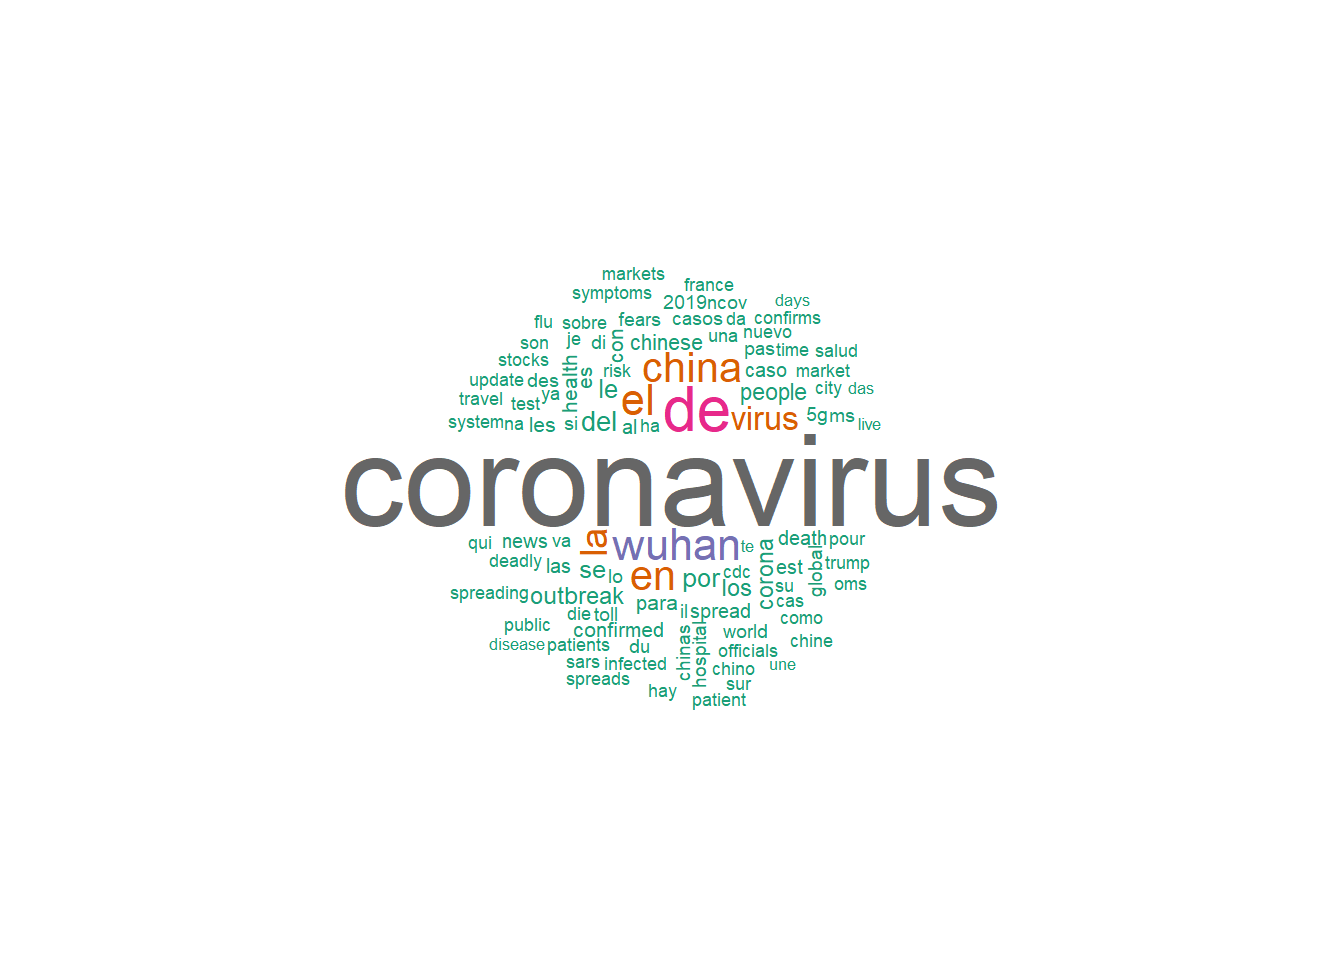 markets
france
symptoms
2019ncov
days
flu
sobre
fears
casos
da
confirms
son
je
di
con
chinese
una
nuevo
stocks
health
es
risk
china
pas
time
salud
caso
market
update
des
ya
le
el
de
people
city
das
travel
test
virus
5g
ms
live
system
na
les
si
del
al
ha
coronavirus
qui
news
va
la
wuhan
te
corona
death
pour
deadly
las
se
lo
en
por
cdc
los
est
su
global
trump
oms
spreading
outbreak
para
il
spread
cas
como
die
toll
public
confirmed
chinas
hospital
world
chine
disease
patients
du
officials
sars
infected
chino
une
spreads
hay
sur
patient